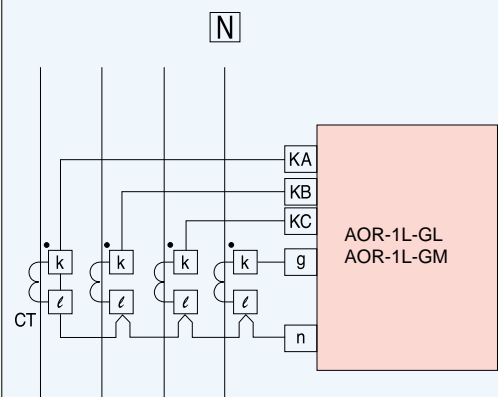 N
KA
KB
KC
AOR-1L-GL
AOR-1L-GM
k k k k g
ℓ ℓ ℓ ℓ
CT
n